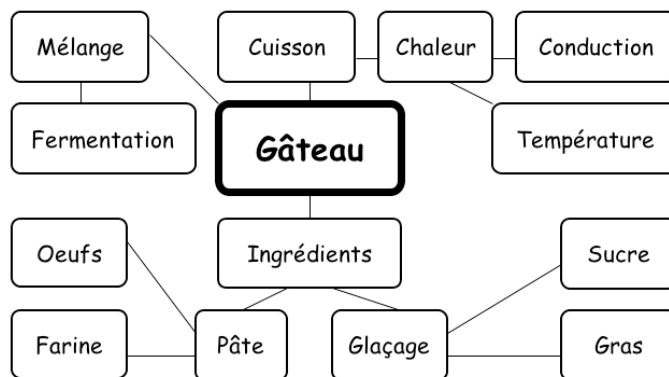 Mélange
Cuisson
Chaleur
Conduction
Fermentation
Gâteau
Température
Oeufs
Ingrédients
Sucre
Farine
Pâte
Glaçage
Gras